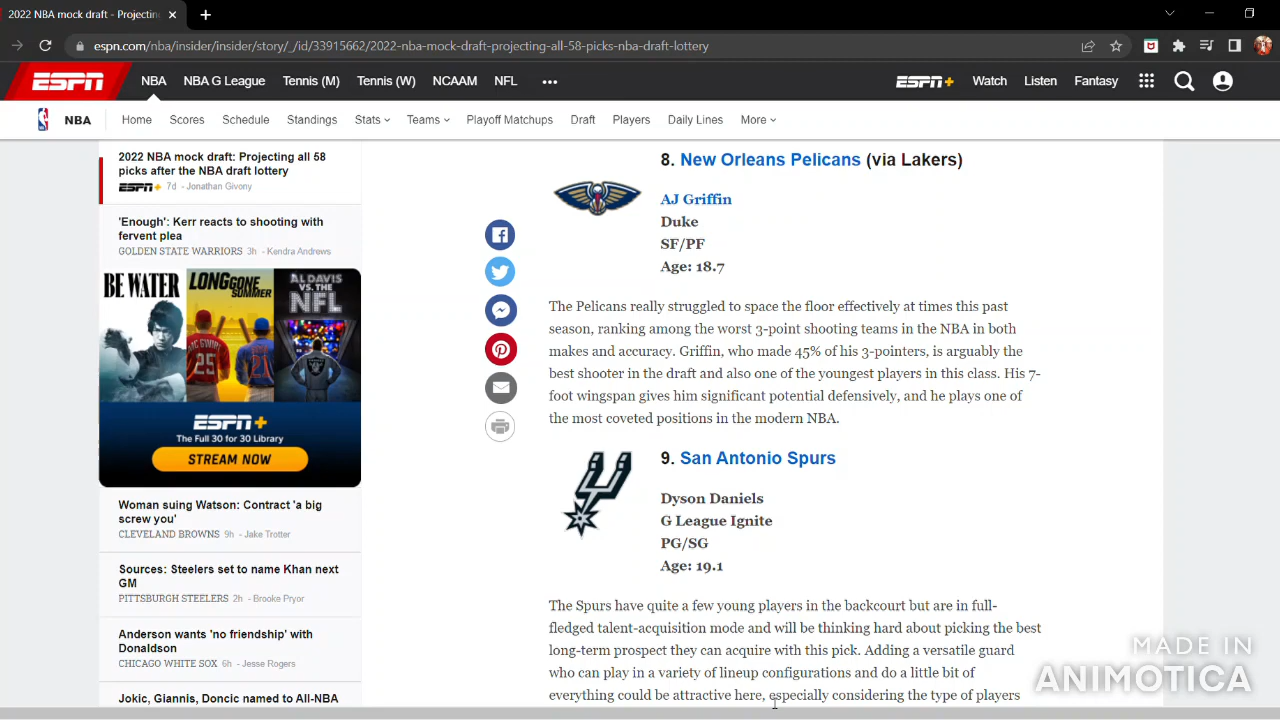 2022 NBA mock draft - Projectin
espn.com/nba/insider/insider/story/_/id/33915662/2022-nba-mock-draft-projecting-all-58-picks-nba-draft-lottery
ESPN NBA NBA G League Tennis (M) Tennis (W) NCAAM NFL ESPN+ Watch Listen Fantasy
NBA Home Scores Schedule Standings Stats Teams Playoff Matchups Draft Players Daily Lines More
2022 NBA mock draft: Projecting all 58
picks after the NBA draft lottery
ESPN+ 7d - Jonathan Givony
'Enough': Kerr reacts to shooting with
fervent plea
GOLDEN STATE WARRIORS 3h - Kendra Andrews
BE WATER
LONG GONE
SUMMER
AL DAVIS
VS. THE
NFL
MC GWIRE
25
21
ESPN+
The Full 30 for 30 Library
STREAM NOW
Woman suing Watson: Contract 'a big
screw you'
CLEVELAND BROWNS 9h - Jake Trotter
Sources: Steelers set to name Khan next
GM
PITTSBURGH STEELERS 2h - Brooke Pryor
Anderson wants 'no friendship' with
Donaldson
CHICAGO WHITE SOX 6h - Jesse Rogers
Jokic, Giannis, Doncic named to All-NBA
8. New Orleans Pelicans (via Lakers)
AJ Griffin
Duke
SF/PF
Age: 18.7
The Pelicans really struggled to space the floor effectively at times this past
season, ranking among the worst 3-point shooting teams in the NBA in both
makes and accuracy. Griffin, who made 45% of his 3-pointers, is arguably the
best shooter in the draft and also one of the youngest players in this class. His 7-
foot wingspan gives him significant potential defensively, and he plays one of
the most coveted positions in the modern NBA.
9. San Antonio Spurs
Dyson Daniels
G League Ignite
PG/SG
Age: 19.1
The Spurs have quite a few young players in the backcourt but are in full-
fledged talent-acquisition mode and will be thinking hard about picking the best
long-term prospect they can acquire with this pick. Adding a versatile guard
who can play in a variety of lineup configurations and do a little bit of
everything could be attractive here, especially considering the type of players
MADE IN
ANIMOTICA